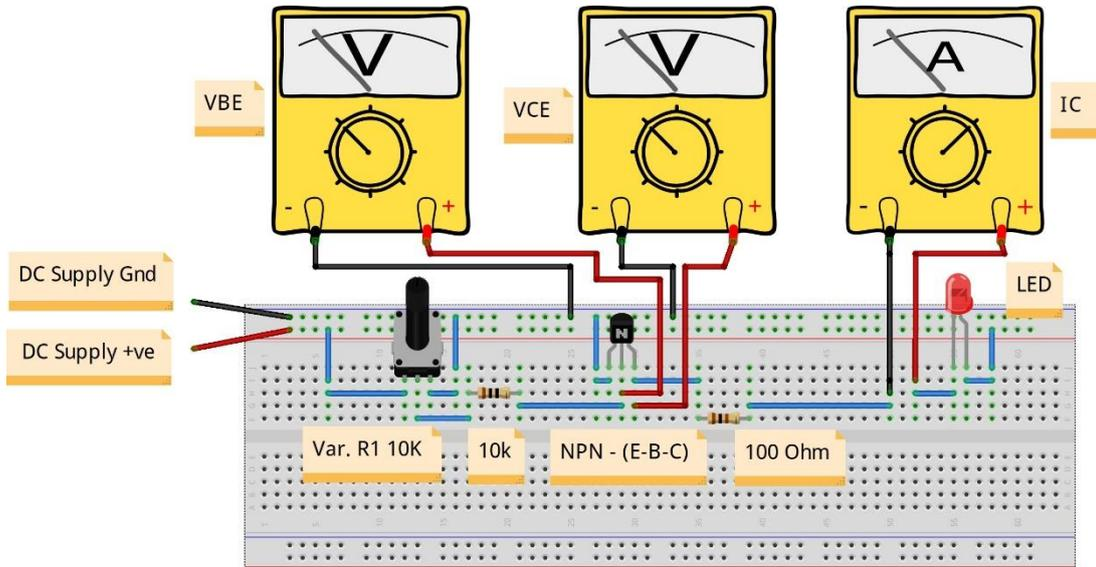 V
V
A
VBE
VCE
IC
-
+
-
+
-
+
DC Supply Gnd
DC Supply +ve
LED
N
Var. R1 10K
10k
NPN - (E-B-C)
100 Ohm